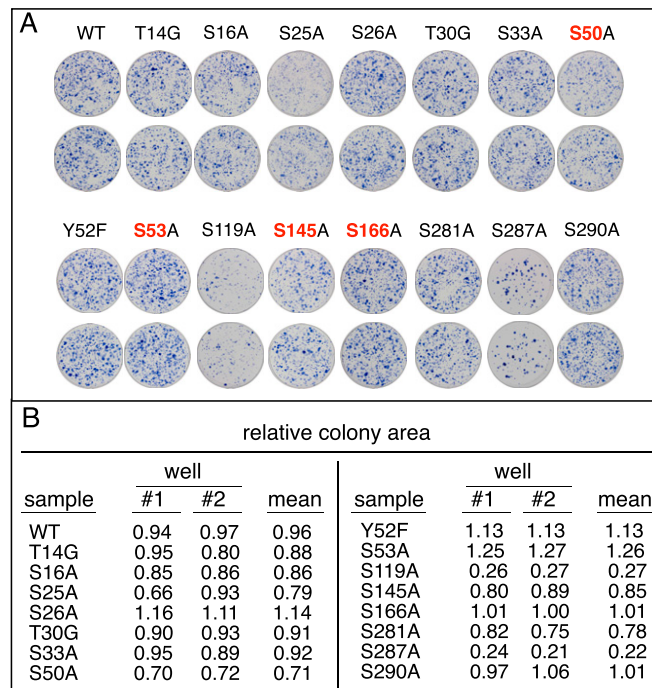 A
WT T14G S16A S25A S26A T30G S33A S50A
Y52F S53A S119A S145A S166A S281A S287A S290A
B
relative colony area
well well
sample #1 #2 mean sample #1 #2 mean
WT 0.94 0.97 0.96 Y52F 1.13 1.13 1.13
T14G 0.95 0.80 0.88 S53A 1.25 1.27 1.26
S16A 0.85 0.86 0.86 S119A 0.26 0.27 0.27
S25A 0.66 0.93 0.79 S145A 0.80 0.89 0.85
S26A 1.16 1.11 1.14 S166A 1.01 1.00 1.01
T30G 0.90 0.93 0.91 S281A 0.82 0.75 0.78
S33A 0.95 0.89 0.92 S287A 0.24 0.21 0.22
S50A 0.70 0.72 0.71 S290A 0.97 1.06 1.01